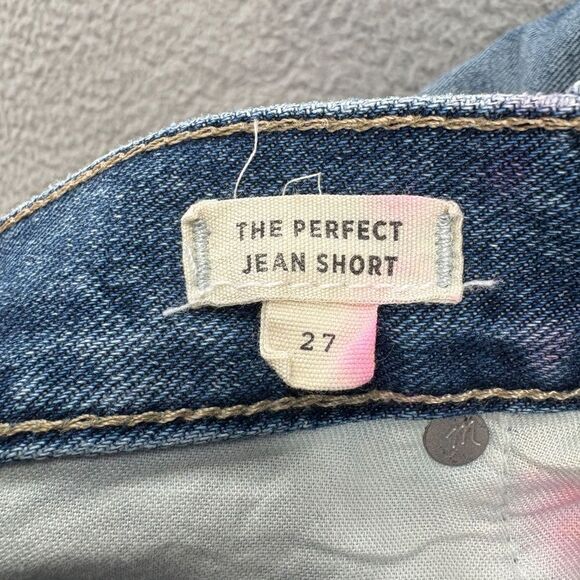 THE PERFECT
JEAN SHORT
27
m